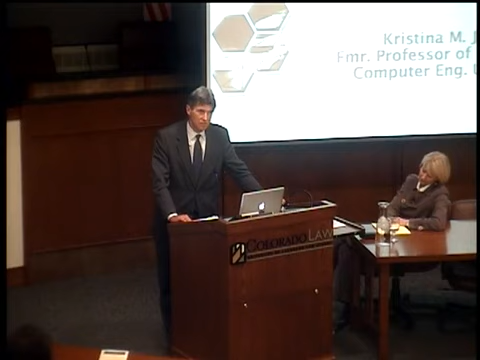 Kristina M. J
Fmr. Professor of
Computer Eng. U
COLORADO LAW